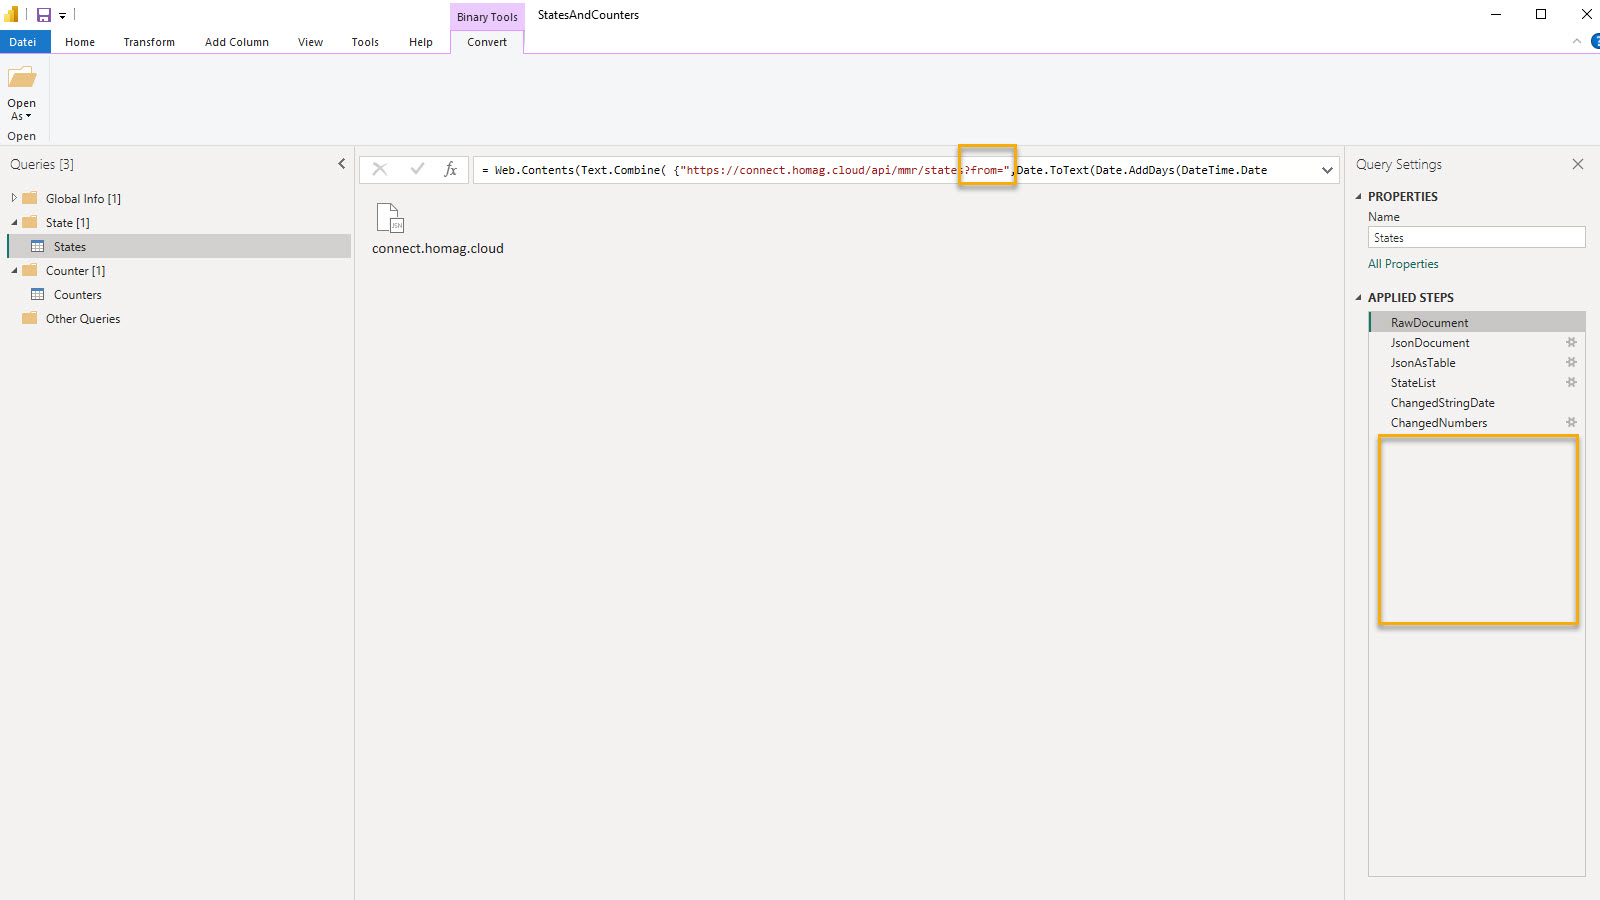 Binary Tools
StatesAndCounters
Datei
Home
Transform
Add Column
View
Tools
Help
Convert
Open
As
Open
Queries [3]
Global Info [1]
State [1]
States
Counter [1]
Counters
Other Queries
fx
= Web.Contents(Text.Combine( {"https://connect.homag.cloud/api/mmr/states?from=",Date.ToText(Date.AddDays(DateTime.Date
JSN
connect.homag.cloud
Query Settings
PROPERTIES
Name
States
All Properties
APPLIED STEPS
RawDocument
JsonDocument
JsonAsTable
StateList
ChangedStringDate
ChangedNumbers